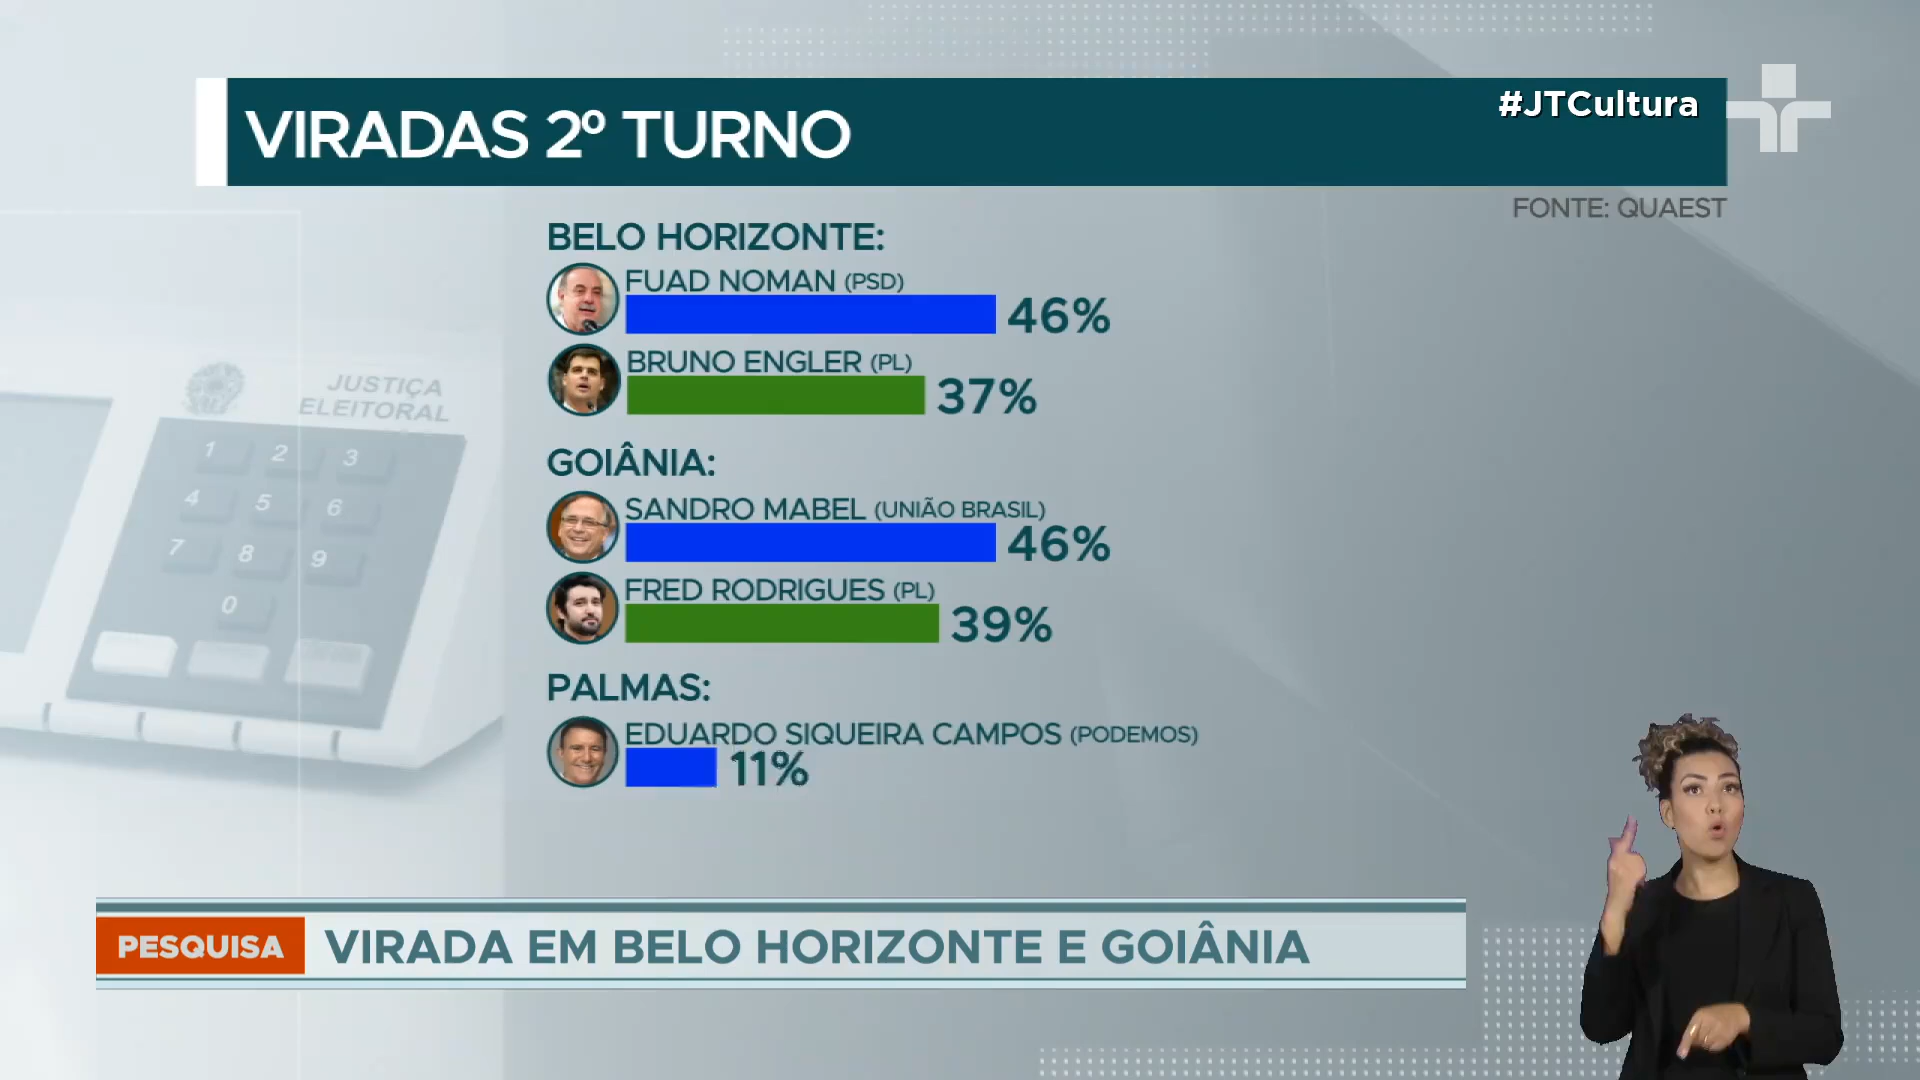 #JTCultura
VIRADAS 2º TURNO
FONTE: QUAEST
BELO HORIZONTE:
FUAD NOMAN (PSD)
46%
BRUNO ENGLER (PL)
37%
GOIÂNIA:
SANDRO MABEL (UNIÃO BRASIL)
46%
FRED RODRIGUES (PL)
39%
PALMAS:
EDUARDO SIQUEIRA CAMPOS (PODEMOS)
11%
JUSTIÇA
ELEITORAL
1 2 3
4 5 6
7 8 9
0
PESQUISA VIRADA EM BELO HORIZONTE E GOIÂNIA